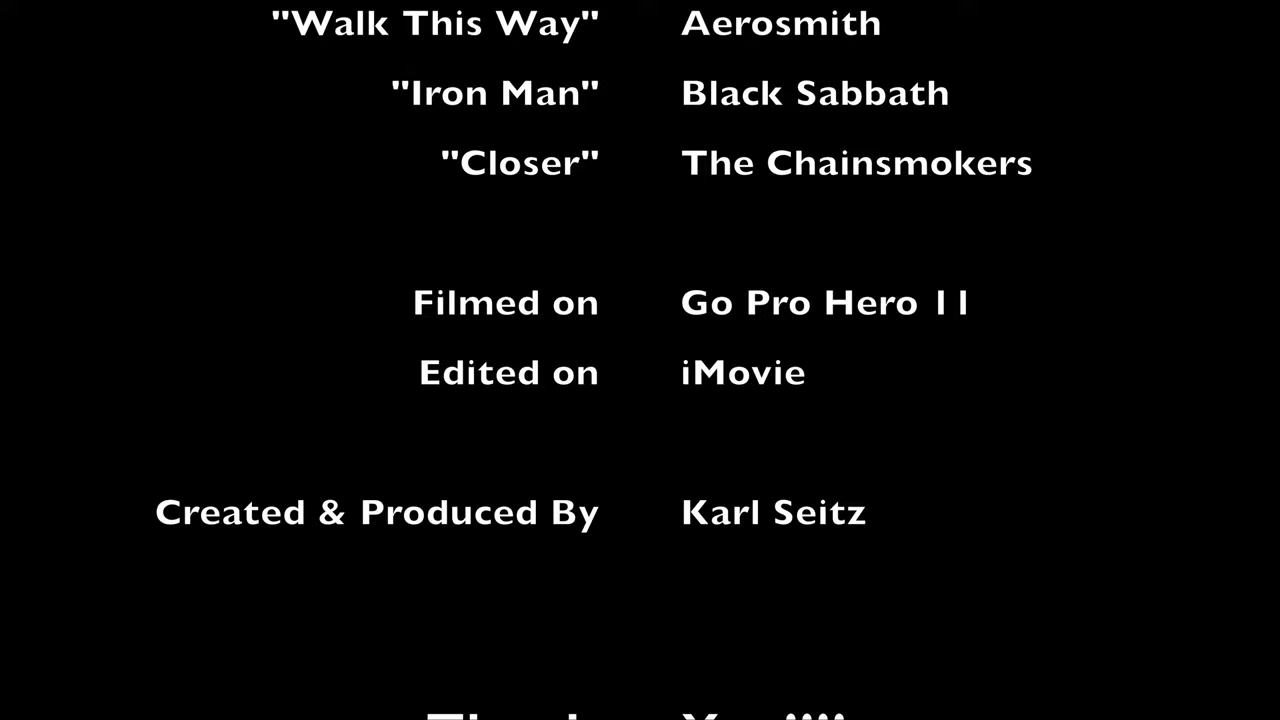 "Walk This Way" Aerosmith
"Iron Man" Black Sabbath
"Closer" The Chainsmokers
Filmed on Go Pro Hero 11
Edited on iMovie
Created & Produced By Karl Seitz